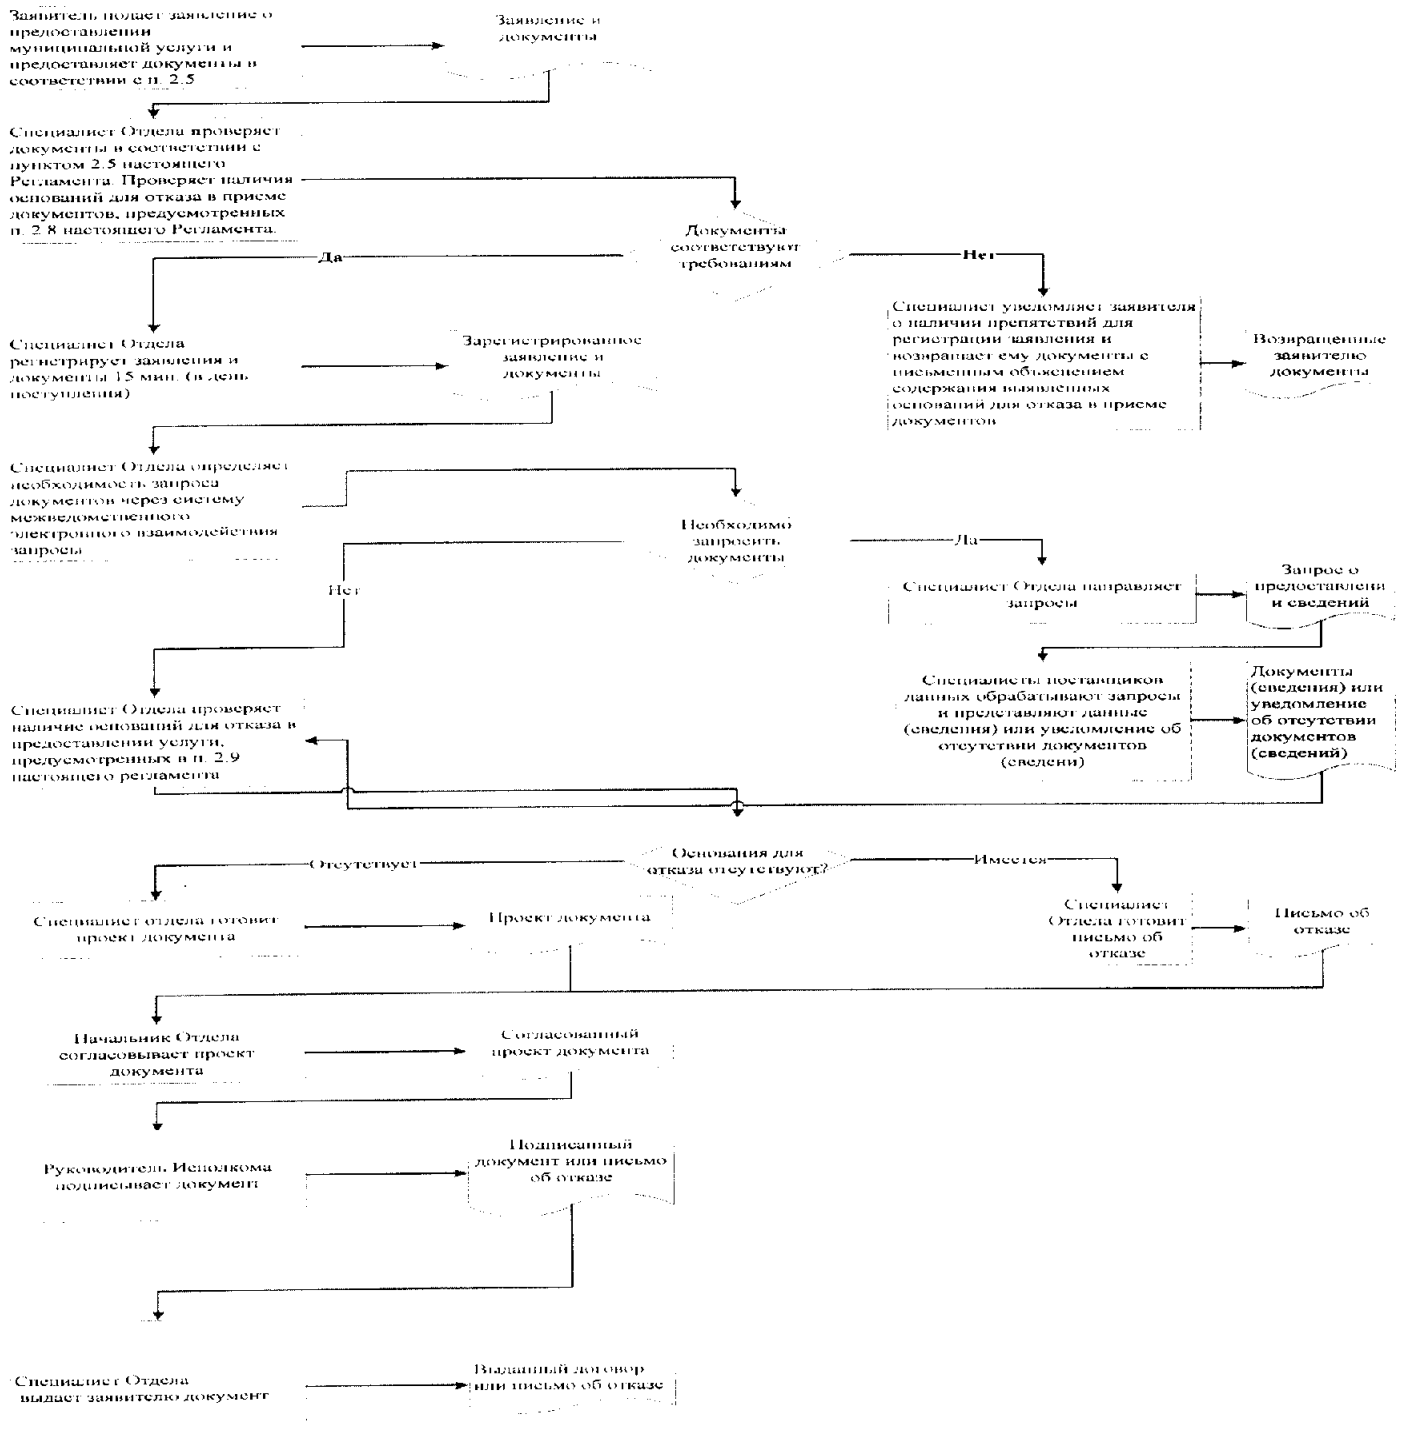 Заявитель подает заявление о
предоставлении
муниципальной услуги и
предоставляет документы в
соответствии с п. 2.5
Заявление и
документы
Специалист Отдела проверяет
документы в соответствии с
пунктом 2.5 настоящего
Регламента. Проверяет наличия
оснований для отказа в приеме
документов, предусмотренных
п. 2.8 настоящего Регламента.
Документы
соответствуют
требованиям
Да
Нет
Специалист Отдела
регистрирует заявления и
документы 15 мин. (в день
поступления)
Зарегистрированное
заявление и
документы
Специалист уведомляет заявителя
о наличии препятствий для
регистрации заявления и
возвращает ему документы с
письменным объяснением
содержания выявленных
оснований для отказа в приеме
документов
Возвращенные
заявителю
документы
Специалист Отдела определяет
необходимость запроса
документов через систему
межведомственного
электронного взаимодействия
запросы
Необходимо
запросить
документы
Да
Нет
Специалист Отдела направляет
запросы
Запрос о
предоставлени
и сведений
Специалисты поставщиков
данных обрабатывают запросы
и представляют данные
(сведения) или уведомление об
отсутствии документов
(сведени)
Документы
(сведения) или
уведомление
об отсутствии
документов
(сведений)
Специалист Отдела проверяет
наличие оснований для отказа в
предоставлении услуги,
предусмотренных в п. 2.9
настоящего регламента
Основания для
отказа отсутствуют?
Отсутствует
Имеется
Специалист отдела готовит
проект документа
Проект документа
Специалист
Отдела готовит
письмо об
отказе
Письмо об
отказе
Начальник Отдела
согласовывает проект
документа
Согласованный
проект документа
Руководитель Исполкома
подписывает документ
Подписанный
документ или письмо
об отказе
Специалист Отдела
выдает заявителю документ
Выданный договор
или письмо об отказе